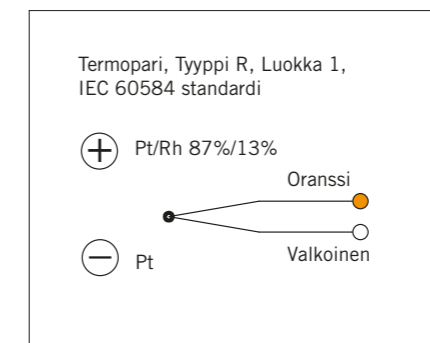 Termopari, Tyyppi R, Luokka 1,
IEC 60584 standardi
+ Pt/Rh 87%/13%
Oranssi
− Pt
Valkoinen